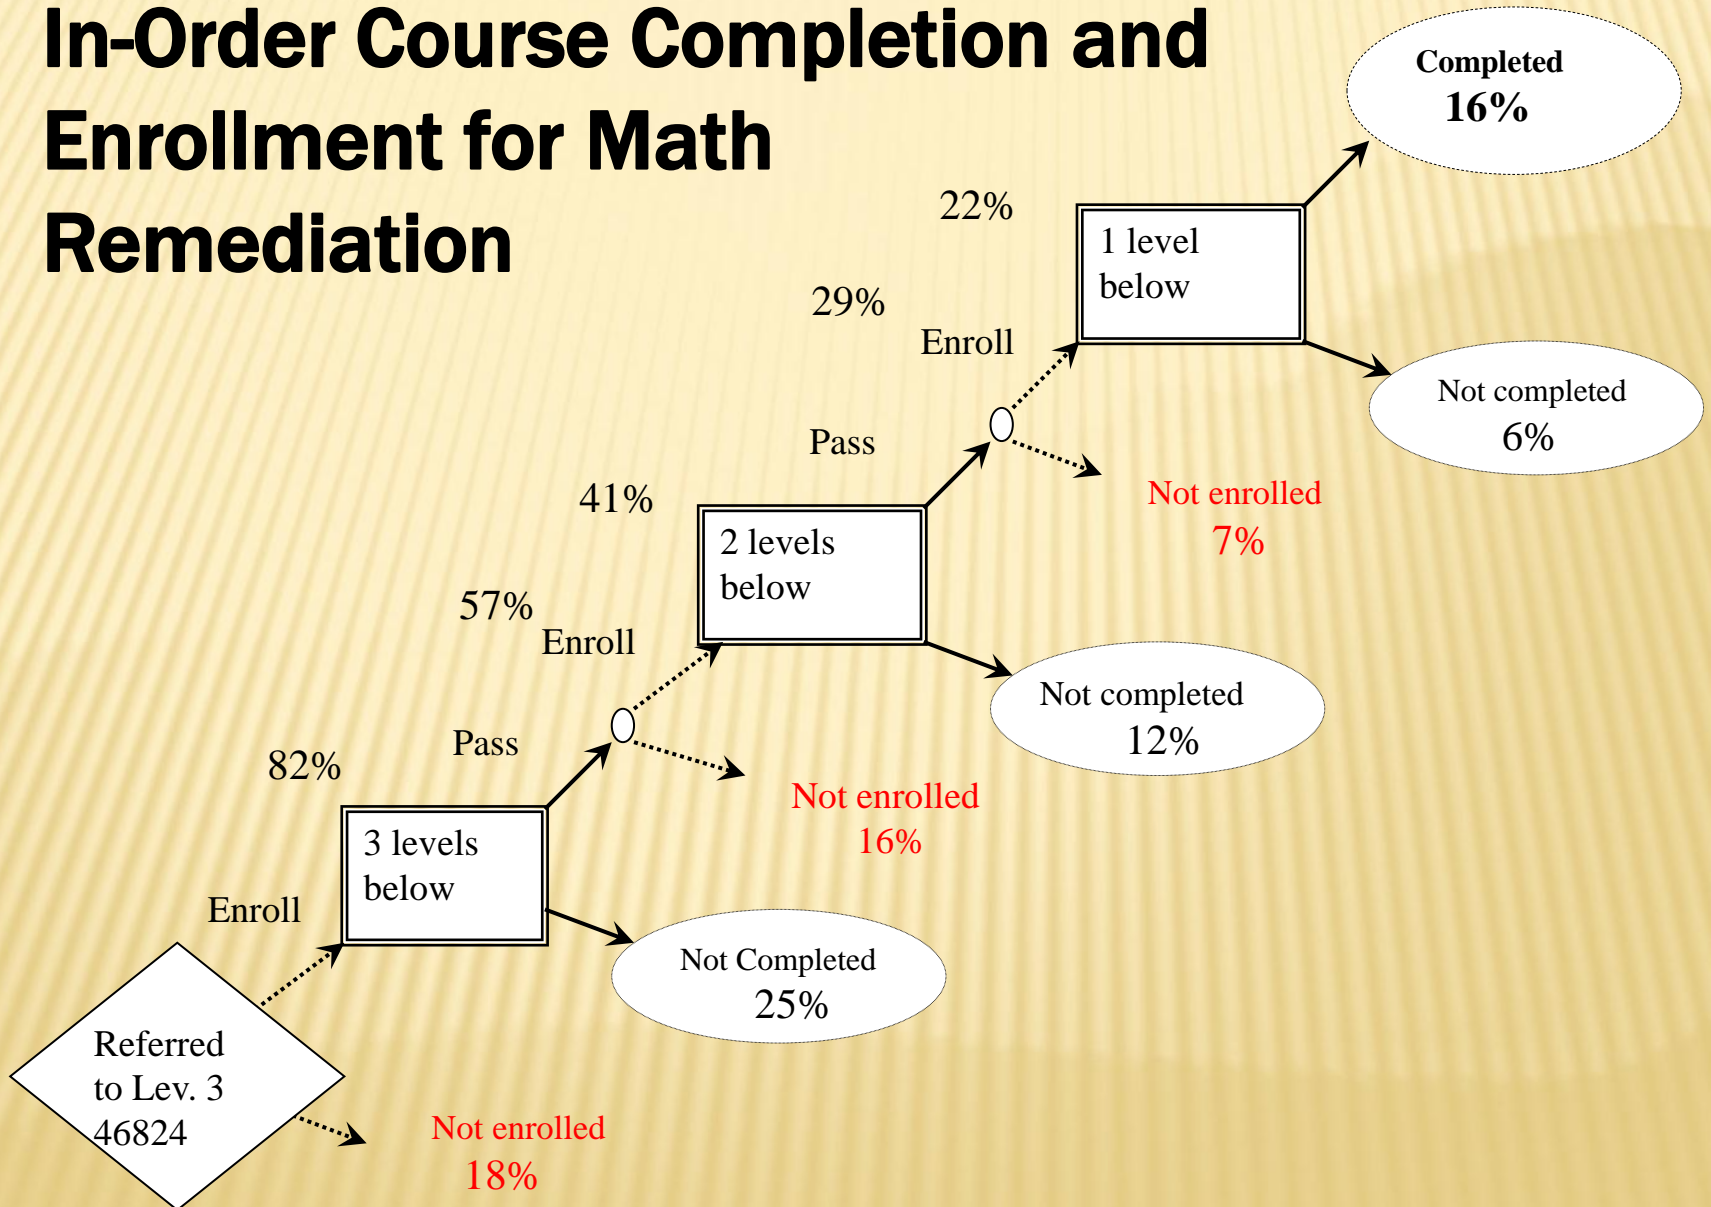 In-Order Course Completion and
Enrollment for Math
Remediation
Completed
16%
22%
1 level
below
29%
Enroll
Not completed
6%
Pass
Not enrolled
7%
41%
2 levels
below
57%
Enroll
Not completed
12%
Pass
82%
Not enrolled
16%
3 levels
below
Enroll
Not Completed
25%
Referred
to Lev. 3
46824
Not enrolled
18%